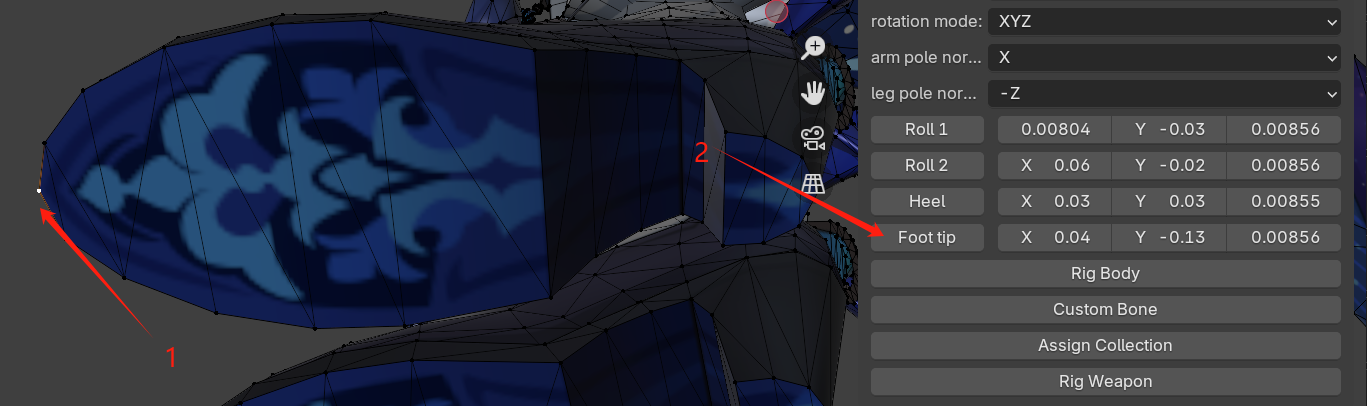 rotation mode: XYZ
arm pole nor... X
leg pole nor... -Z
Roll 1 0.00804 Y -0.03 0.00856
Roll 2 X 0.06 Y -0.02 0.00856
Heel X 0.03 Y 0.03 0.00855
Foot tip X 0.04 Y -0.13 0.00856
Rig Body
Custom Bone
Assign Collection
Rig Weapon
2
1